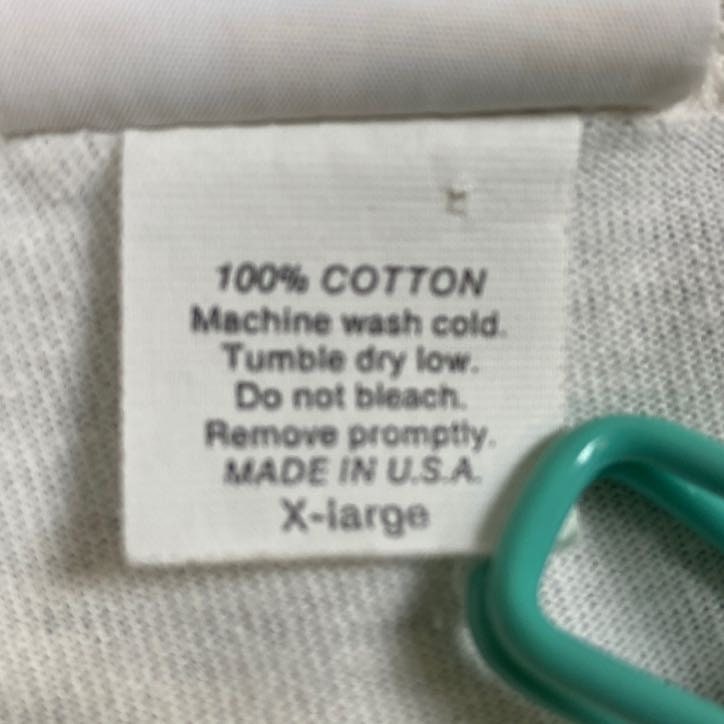 100% COTTON
Machine wash cold.
Tumble dry low.
Do not bleach.
Remove promptly.
MADE IN U.S.A.
X-large